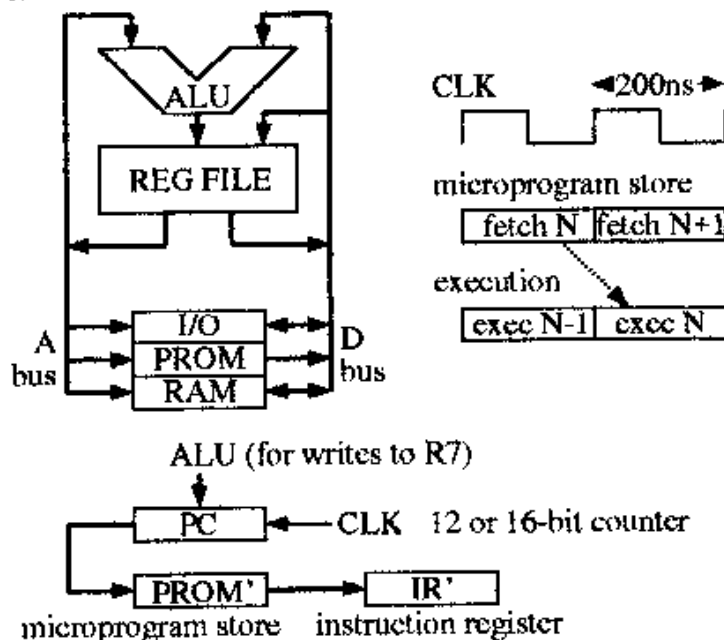 ALU
REG FILE
I/O
PROM
RAM
A
bus
D
bus
CLK
200ns
microprogram store
fetch N
fetch N+1
execution
exec N-1
exec N
ALU (for writes to R7)
PC
CLK 12 or 16-bit counter
PROM'
IR'
microprogram store
instruction register